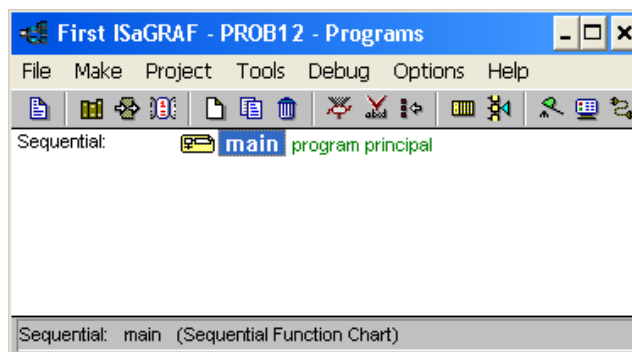 First ISaGRAF - PROB12 - Programs
File Make Project Tools Debug Options Help
Sequential: main program principal
Sequential: main (Sequential Function Chart)